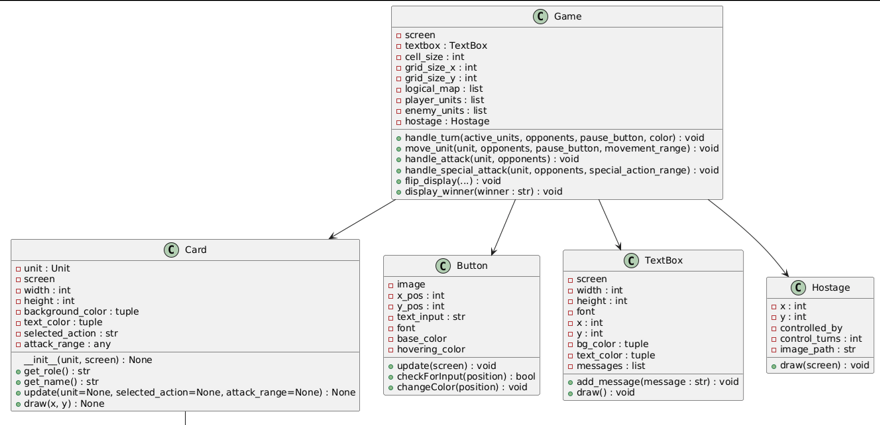 C Game
screen
textbox : TextBox
cell_size : int
grid_size_x : int
grid_size_y : int
logical_map : list
player_units : list
enemy_units : list
hostage : Hostage
handle_turn(active_units, opponents, pause_button, color) : void
move_unit(unit, opponents, pause_button, movement_range) : void
handle_attack(unit, opponents) : void
handle_special_attack(unit, opponents, special_action_range) : void
flip_display(...) : void
display_winner(winner : str) : void
C Card
unit : Unit
screen
width : int
height : int
background_color : tuple
text_color : tuple
selected_action : str
attack_range : any
__init__(unit, screen) : None
get_role() : str
get_name() : str
update(unit=None, selected_action=None, attack_range=None) : None
draw(x, y) : None
C Button
image
x_pos : int
y_pos : int
text_input : str
font
base_color
hovering_color
update(screen) : void
checkForInput(position) : bool
changeColor(position) : void
C TextBox
screen
width : int
height : int
font
x : int
y : int
bg_color : tuple
text_color : tuple
messages : list
add_message(message : str) : void
draw() : void
C Hostage
x : int
y : int
controlled_by
control_turns : int
image_path : str
draw(screen) : void